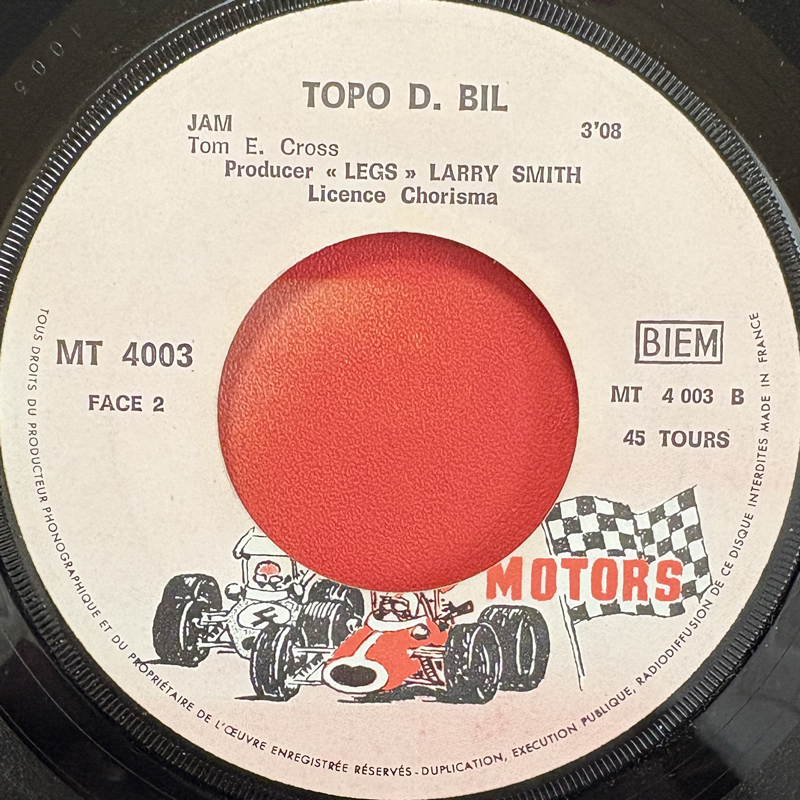 TOPO D. BIL
JAM 3'08
Tom E. Cross
Producer « LEGS » LARRY SMITH
Licence Chorisma
MT 4003
FACE 2
BIEM
MT 4 003 B
45 TOURS
MOTORS
4
TOUS DROITS DU PRODUCTEUR PHONOGRAPHIQUE ET DU PROPRIÉTAIRE DE L'ŒUVRE ENREGISTRÉE RÉSERVÉS - DUPLICATION, EXECUTION PUBLIQUE, RADIODIFFUSION DE CE DISQUE INTERDITES MADE IN FRANCE